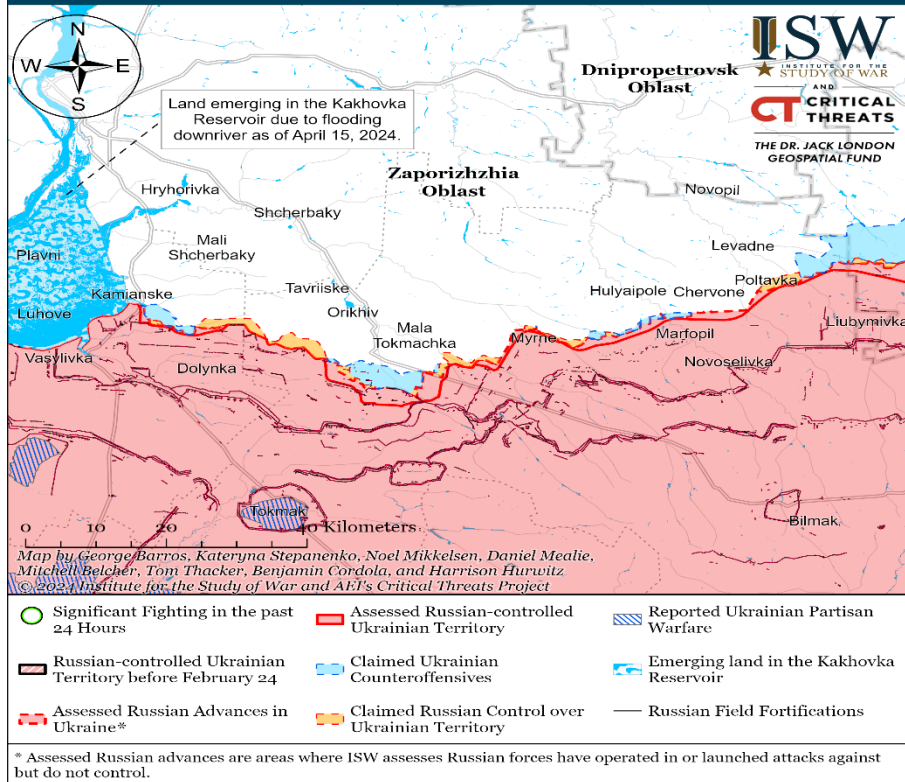 N
W E
S
ISW
INSTITUTE FOR THE
STUDY OF WAR
AND
CT CRITICAL
THREATS
THE DR. JACK LONDON
GEOSPATIAL FUND
Dnipropetrovsk
Oblast
Land emerging in the Kakhovka
Reservoir due to flooding
downriver as of April 15, 2024.
Zaporizhzhia
Oblast
Hryhorivka
Novopil
Shcherbaky
Mali
Shcherbaky
Levadne
Plavni
Poltavka
Tavriiske
Kamianske
Hulyaipole
Chervone
Orikhiv
Luhove
Liubymivka
Mala
Tokmachka
Myrne
Marfopil
Vasylivka
Novoselivka
Dolynka
Tokmak
Bilmak
0 10 20 40 Kilometers
Map by George Barros, Kateryna Stepanenko, Noel Mikkelsen, Daniel Mealie,
Mitchell Belcher, Tom Thacker, Benjamin Cordola, and Harrison Hurwitz
© 2024 Institute for the Study of War and AEI's Critical Threats Project
Significant Fighting in the past
24 Hours
Assessed Russian-controlled
Ukrainian Territory
Reported Ukrainian Partisan
Warfare
Russian-controlled Ukrainian
Territory before February 24
Claimed Ukrainian
Counteroffensives
Emerging land in the Kakhovka
Reservoir
Assessed Russian Advances in
Ukraine*
Claimed Russian Control over
Ukrainian Territory
Russian Field Fortifications
* Assessed Russian advances are areas where ISW assesses Russian forces have operated in or launched attacks against
but do not control.